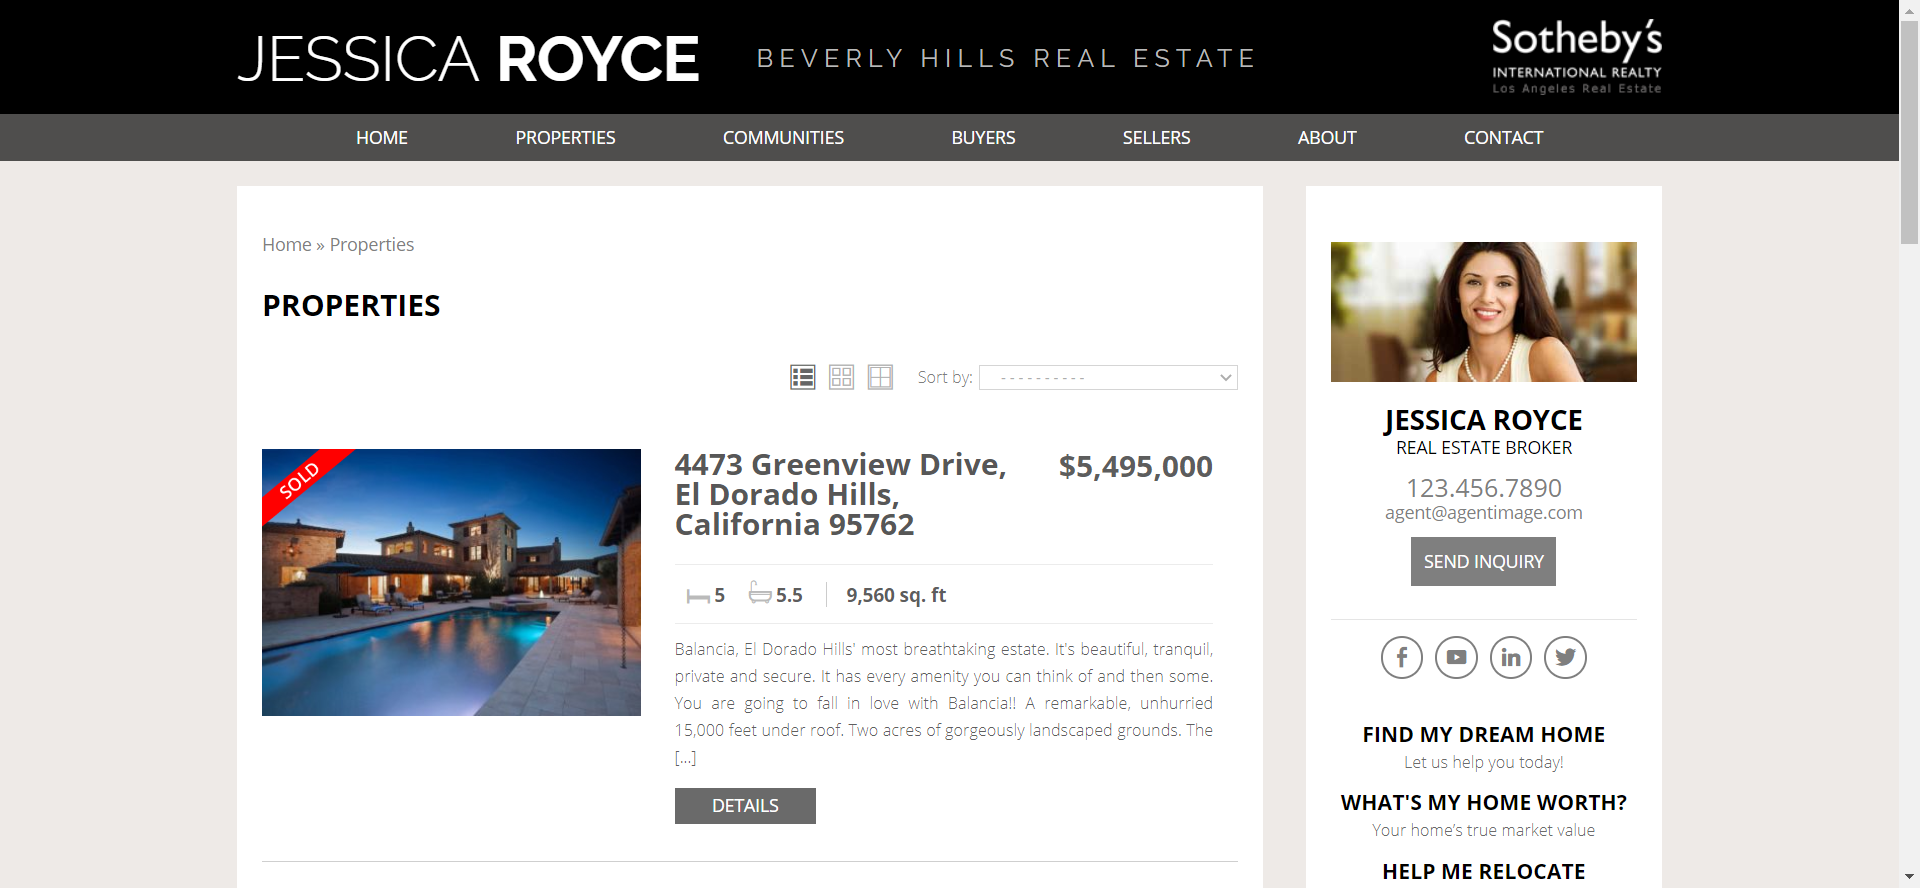 JESSICA ROYCE
BEVERLY HILLS REAL ESTATE
Sotheby's
INTERNATIONAL REALTY
Los Angeles Real Estate
HOME
PROPERTIES
COMMUNITIES
BUYERS
SELLERS
ABOUT
CONTACT
Home » Properties
PROPERTIES
Sort by:
- - - - - - - - - -
SOLD
4473 Greenview Drive,
El Dorado Hills,
California 95762
$5,495,000
5
5.5
9,560 sq. ft
Balancia, El Dorado Hills' most breathtaking estate. It's beautiful, tranquil,
private and secure. It has every amenity you can think of and then some.
You are going to fall in love with Balancia!! A remarkable, unhurried
15,000 feet under roof. Two acres of gorgeously landscaped grounds. The
[...]
DETAILS
JESSICA ROYCE
REAL ESTATE BROKER
123.456.7890
agent@agentimage.com
SEND INQUIRY
FIND MY DREAM HOME
Let us help you today!
WHAT'S MY HOME WORTH?
Your home’s true market value
HELP ME RELOCATE